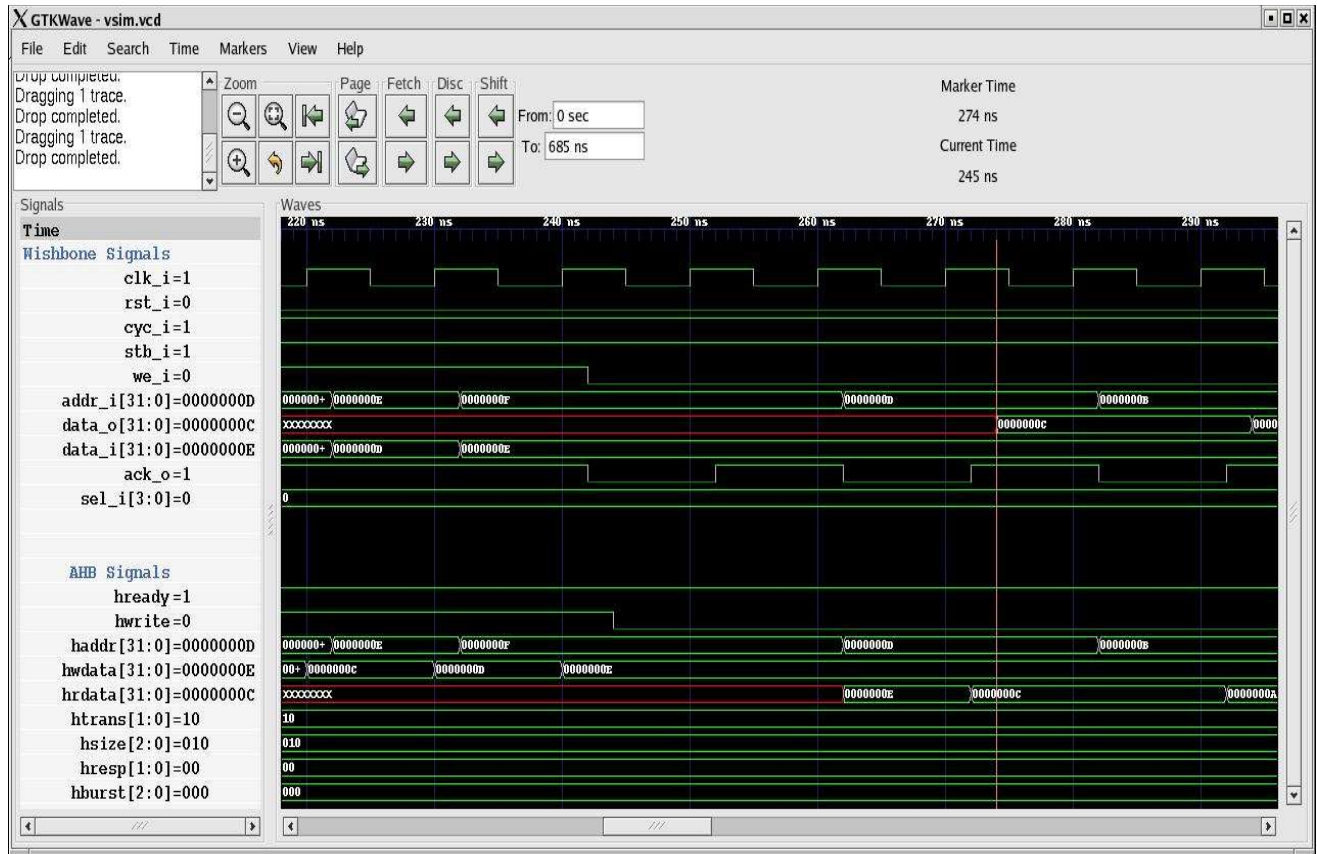 GTKWave - vsim.vcd
File Edit Search Time Markers View Help
Drop completed.
Dragging 1 trace.
Drop completed.
Dragging 1 trace.
Drop completed.
Zoom Page Fetch Disc Shift
From: 0 sec
To: 685 ns
Marker Time
274 ns
Current Time
245 ns
Signals
Waves
Time
220 ns 230 ns 240 ns 250 ns 260 ns 270 ns 280 ns 290 ns
Wishbone Signals
clk_i=1
rst_i=0
cyc_i=1
stb_i=1
we_i=0
addr_i[31:0]=0000000D 000000+ 0000000E 0000000F 0000000D 0000000B
data_o[31:0]=0000000C XXXXXXXX 0000000C 0000
data_i[31:0]=0000000E 000000+ 0000000D 0000000E
ack_o=1
sel_i[3:0]=0 0
AHB Signals
hready=1
hwrite=0
haddr[31:0]=0000000D 000000+ 0000000E 0000000F 0000000D 0000000B
hwdata[31:0]=0000000E 00+ 0000000C 0000000D 0000000E
hrdata[31:0]=0000000C XXXXXXXX 0000000E 0000000C 0000000A
htrans[1:0]=10 10
hsize[2:0]=010 010
hresp[1:0]=00 00
hburst[2:0]=000 000